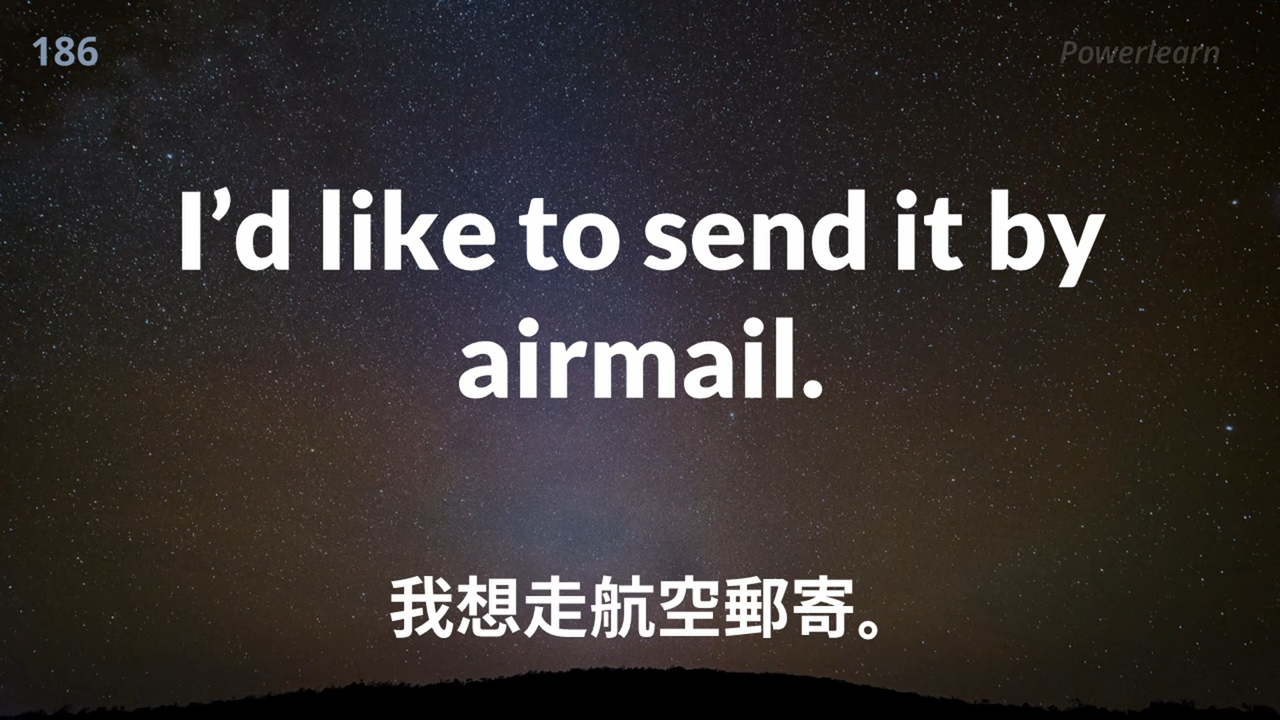 186
Powerlearn
I’d like to send it by
airmail.
我想走航空郵寄。